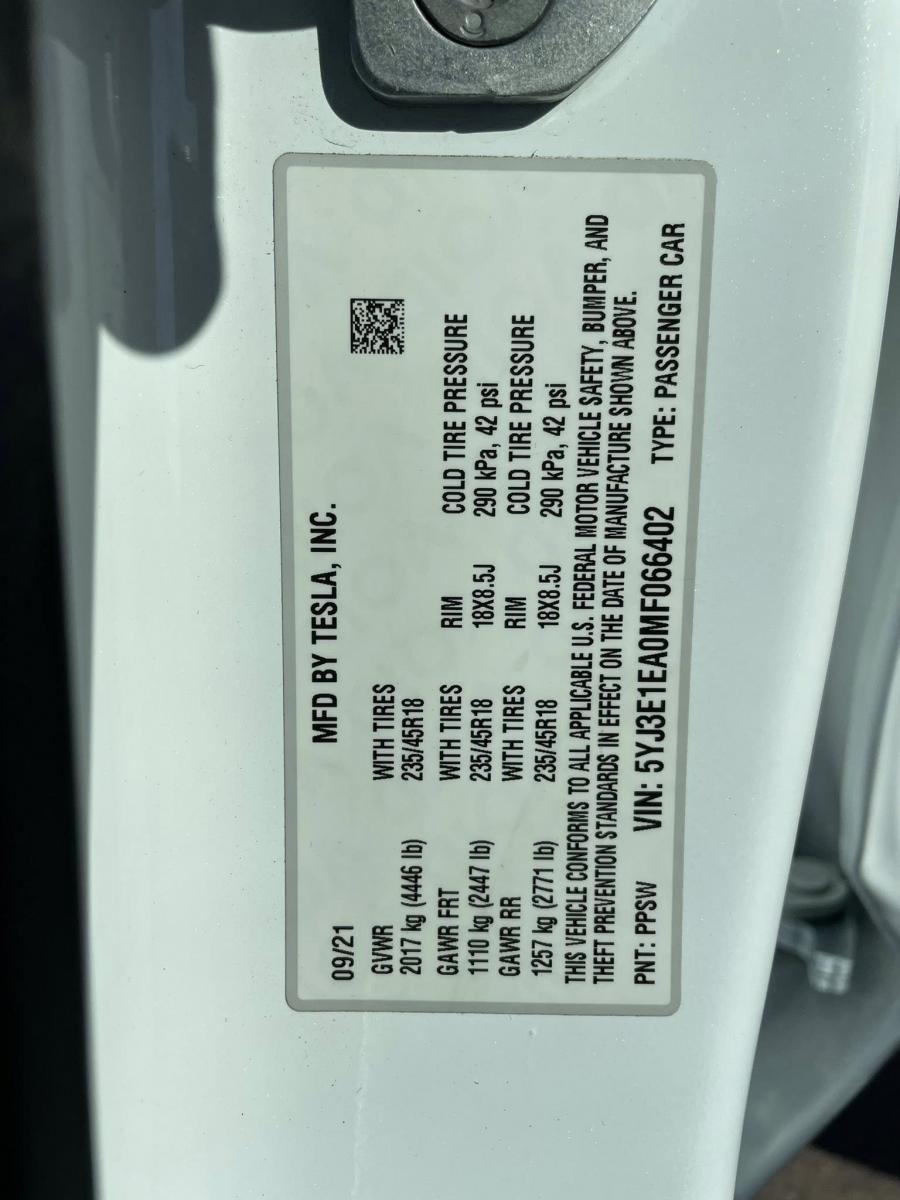 09/21 MFD BY TESLA, INC.
GVWR WITH TIRES
2017 kg (4446 lb) 235/45R18
GAWR FRT WITH TIRES RIM COLD TIRE PRESSURE
1110 kg (2447 lb) 235/45R18 18X8.5J 290 kPa, 42 psi
GAWR RR WITH TIRES RIM COLD TIRE PRESSURE
1257 kg (2771 lb) 235/45R18 18X8.5J 290 kPa, 42 psi
THIS VEHICLE CONFORMS TO ALL APPLICABLE U.S. FEDERAL MOTOR VEHICLE SAFETY, BUMPER, AND
THEFT PREVENTION STANDARDS IN EFFECT ON THE DATE OF MANUFACTURE SHOWN ABOVE.
PNT: PPSW VIN: 5YJ3E1EA0MF066402 TYPE: PASSENGER CAR